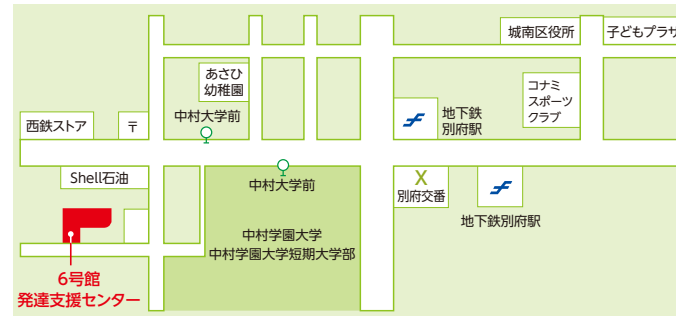 城南区役所
子どもプラザ
あさひ
幼稚園
コナミ
スポーツ
クラブ
中村大学前
地下鉄
別府駅
西鉄ストア
〒
Shell石油
中村大学前
X
別府交番
地下鉄別府駅
中村学園大学
中村学園大学短期大学部
6号館
発達支援センター